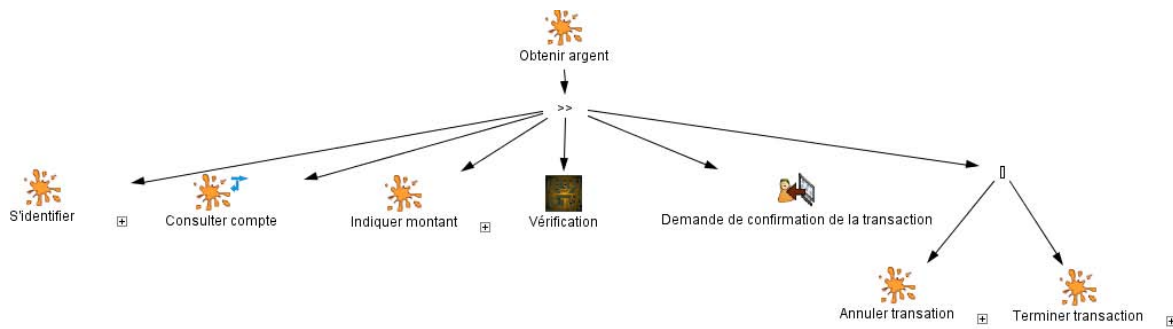 Obtenir argent
>>
[]
S'identifier
Consulter compte
Indiquer montant
Vérification
Demande de confirmation de la transaction
Annuler transation
Terminer transaction